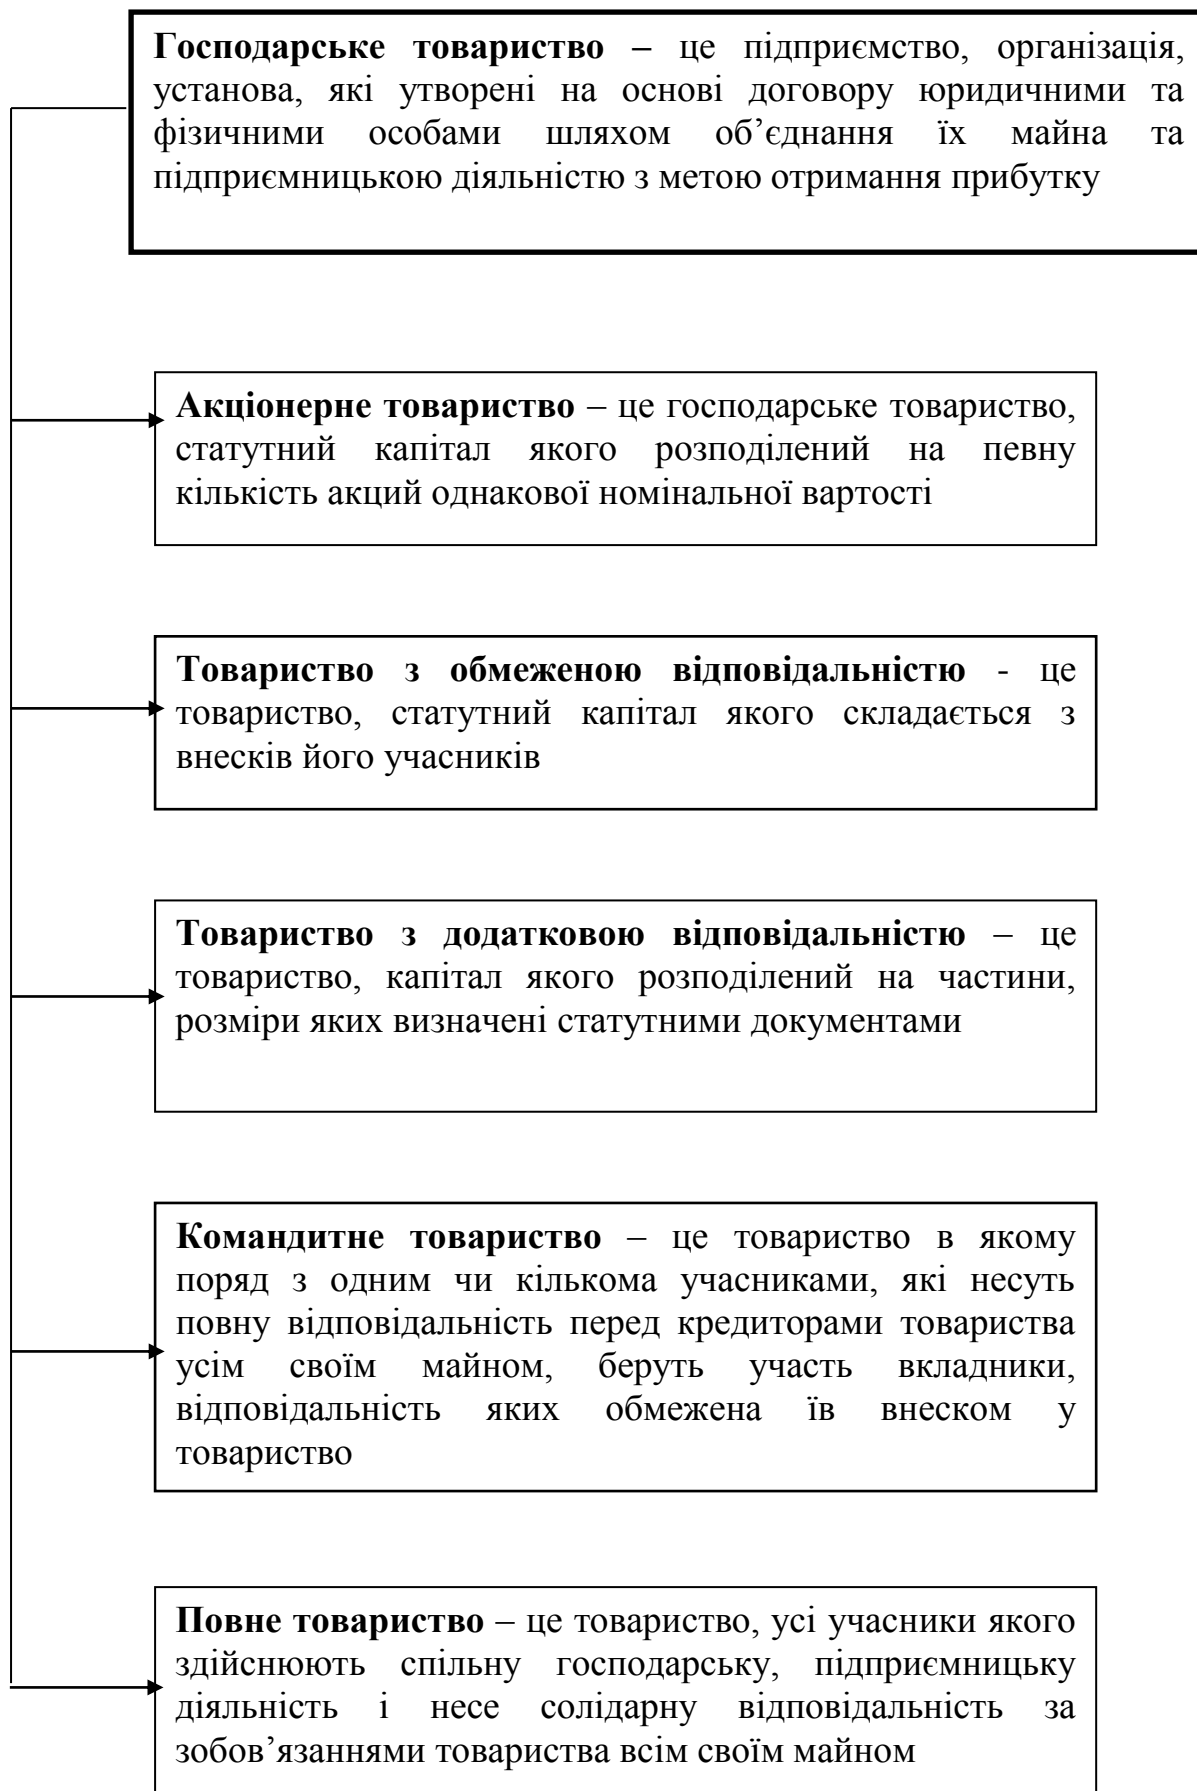 Господарське товариство – це підприємство, організація,
установа, які утворені на основі договору юридичними та
фізичними особами шляхом об’єднання їх майна та
підприємницькою діяльністю з метою отримання прибутку
Акціонерне товариство – це господарське товариство,
статутний капітал якого розподілений на певну
кількість акцій однакової номінальної вартості
Товариство з обмеженою відповідальністю - це
товариство, статутний капітал якого складається з
внесків його учасників
Товариство з додатковою відповідальністю – це
товариство, капітал якого розподілений на частини,
розміри яких визначені статутними документами
Командитне товариство – це товариство в якому
поряд з одним чи кількома учасниками, які несуть
повну відповідальність перед кредиторами товариства
усім своїм майном, беруть участь вкладники,
відповідальність яких обмежена їв внеском у
товариство
Повне товариство – це товариство, усі учасники якого
здійснюють спільну господарську, підприємницьку
діяльність і несе солідарну відповідальність за
зобов’язаннями товариства всім своїм майном